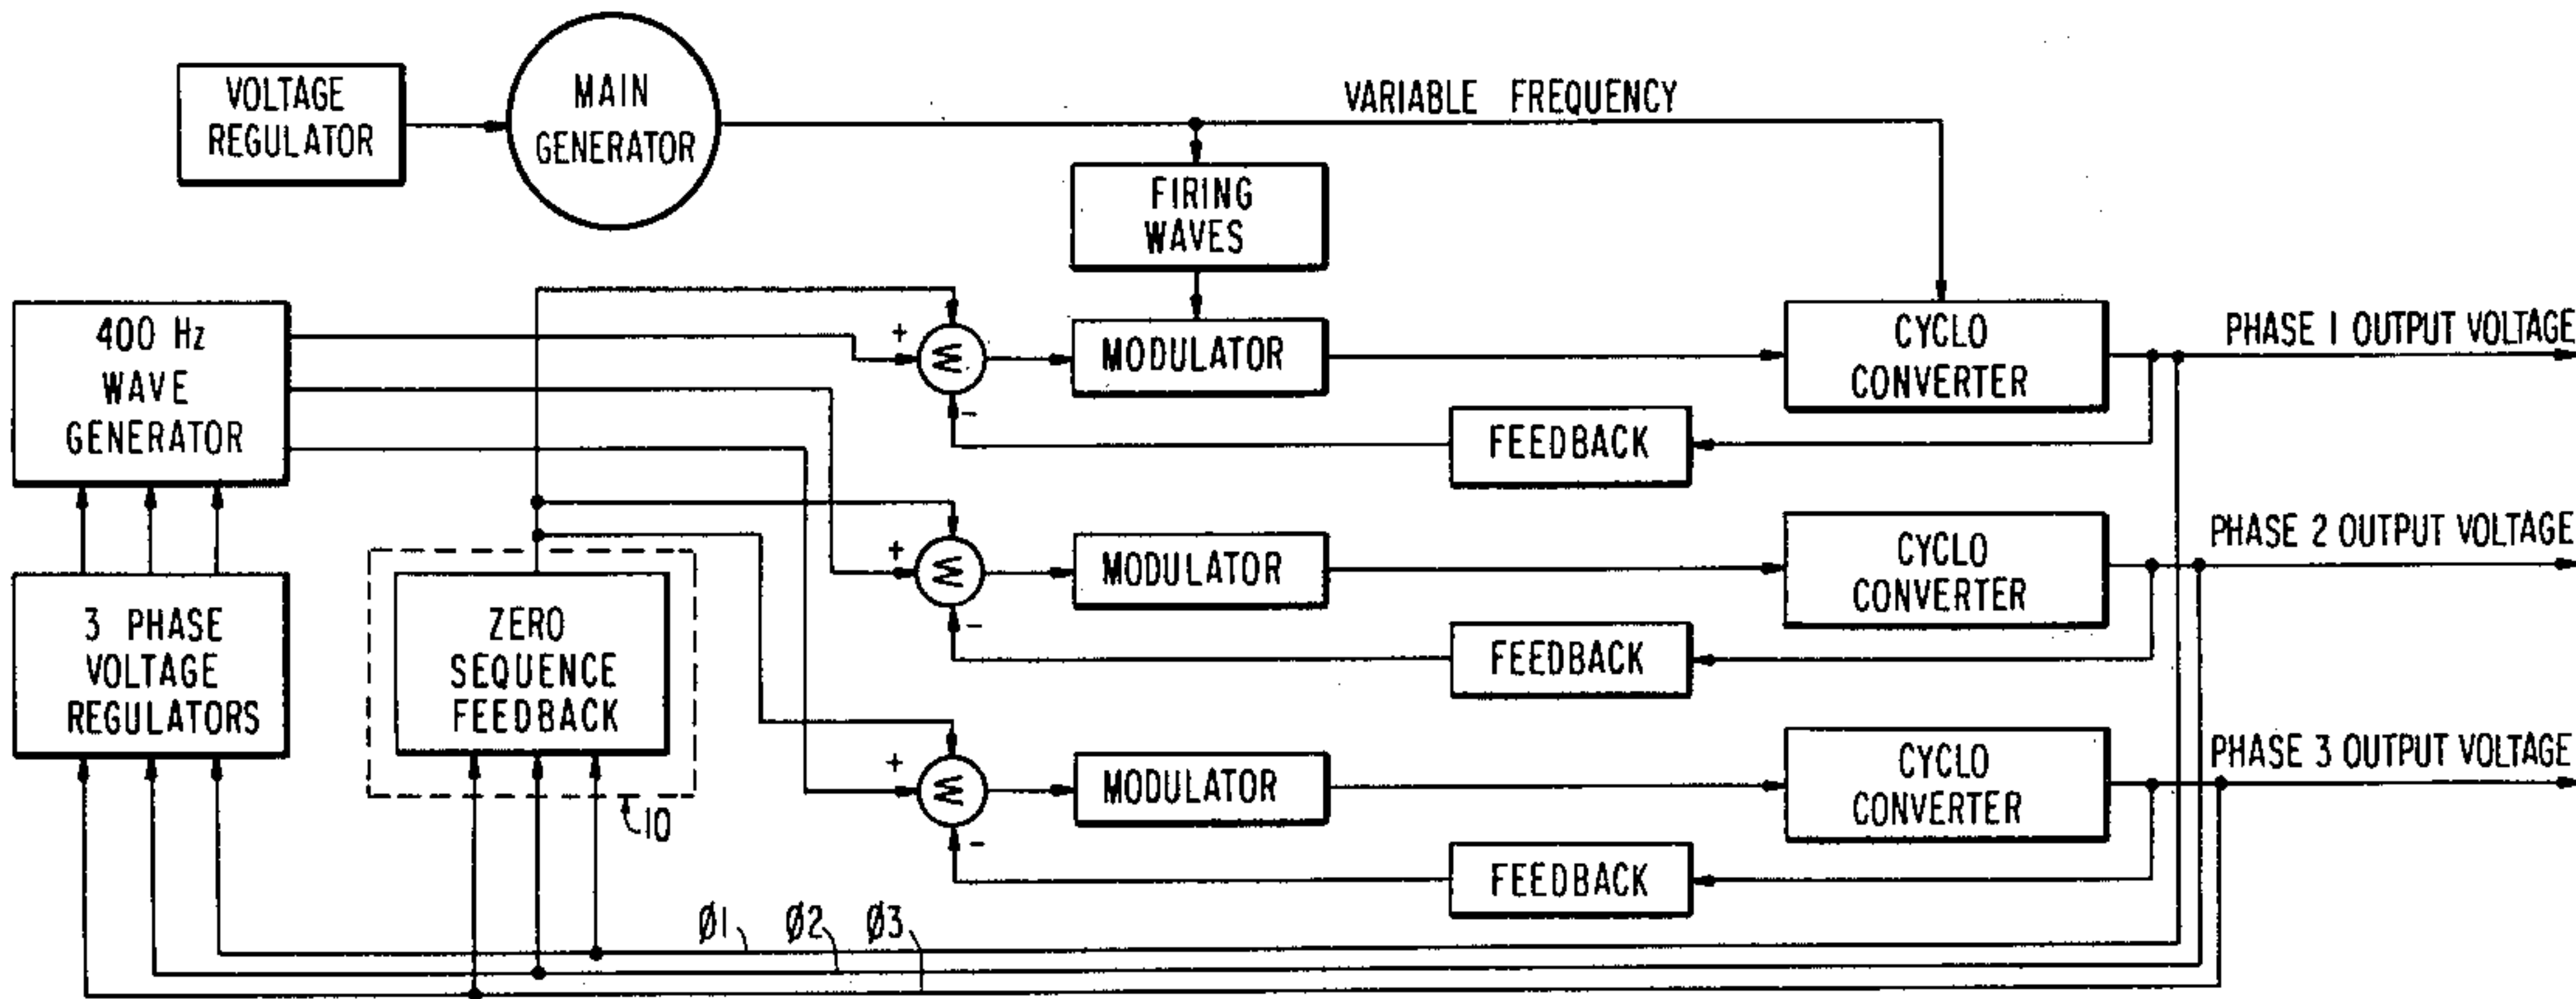 VOLTAGE
REGULATOR
MAIN
GENERATOR
VARIABLE FREQUENCY
FIRING
WAVES
400 Hz
WAVE
GENERATOR
+
Σ
-
MODULATOR
CYCLO
CONVERTER
PHASE 1 OUTPUT VOLTAGE
FEEDBACK
+
Σ
-
MODULATOR
CYCLO
CONVERTER
PHASE 2 OUTPUT VOLTAGE
FEEDBACK
3 PHASE
VOLTAGE
REGULATORS
ZERO
SEQUENCE
FEEDBACK
10
+
Σ
-
MODULATOR
CYCLO
CONVERTER
PHASE 3 OUTPUT VOLTAGE
FEEDBACK
Ø1 Ø2 Ø3